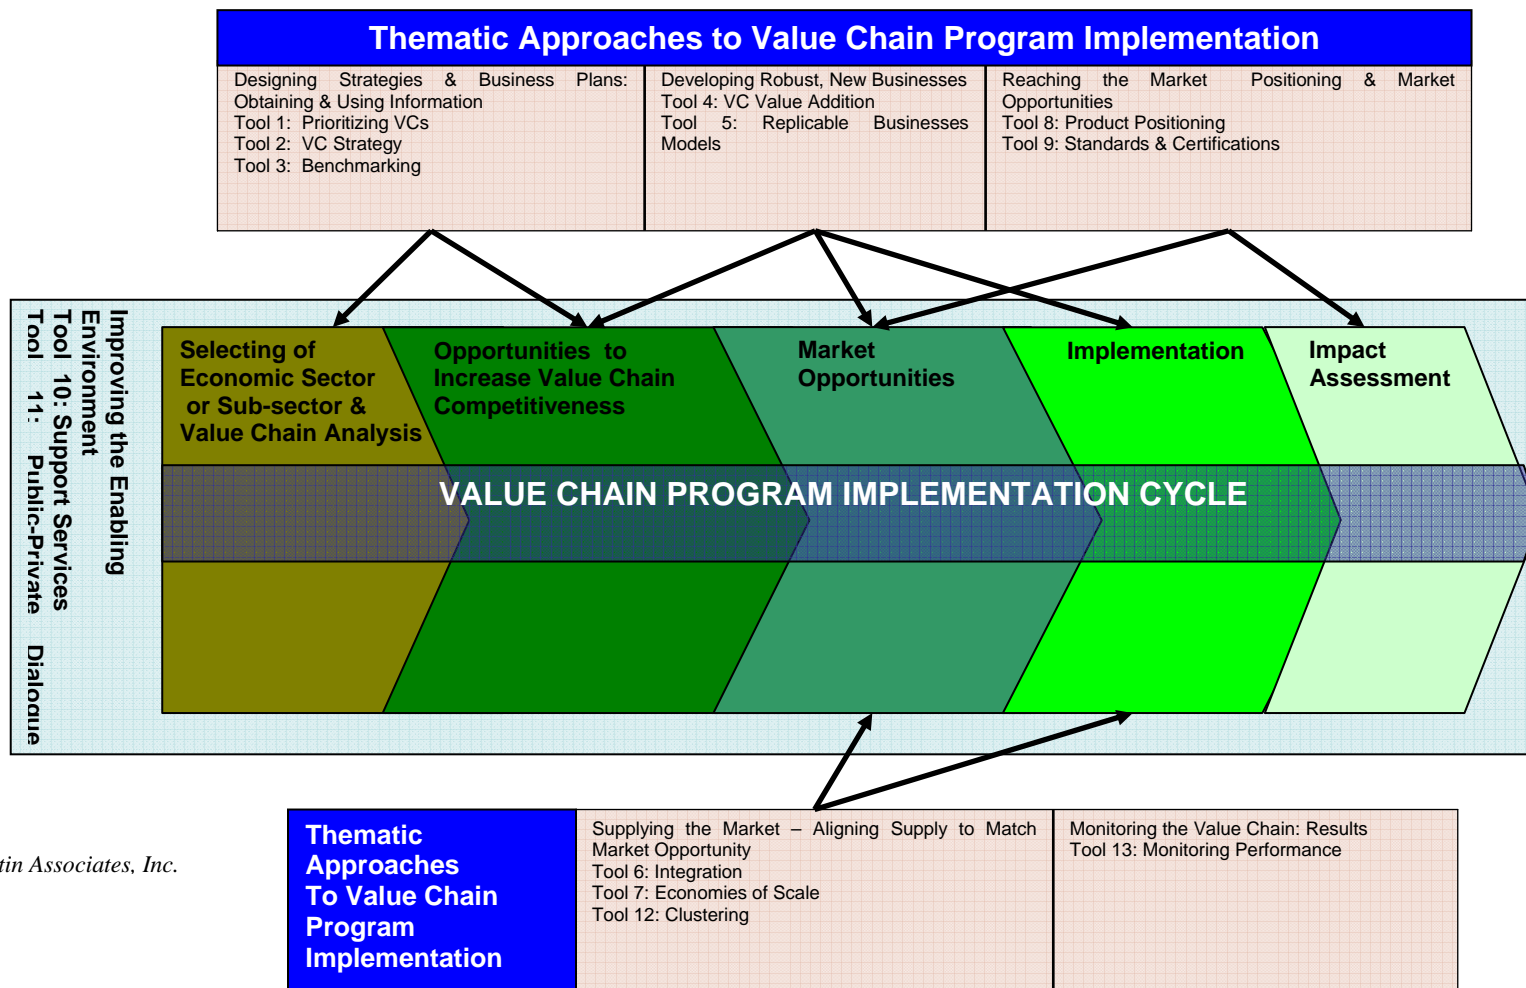 Thematic Approaches to Value Chain Program Implementation
Designing Strategies & Business Plans:
Obtaining & Using Information
Tool 1: Prioritizing VCs
Tool 2: VC Strategy
Tool 3: Benchmarking
Developing Robust, New Businesses
Tool 4: VC Value Addition
Tool 5: Replicable Businesses
Models
Reaching the Market Positioning & Market
Opportunities
Tool 8: Product Positioning
Tool 9: Standards & Certifications
Improving the Enabling
Environment
Tool 10: Support Services
Tool 11: Public-Private Dialogue
Selecting of
Economic Sector
or Sub-sector &
Value Chain Analysis
Opportunities to
Increase Value Chain
Competitiveness
Market
Opportunities
Implementation
Impact
Assessment
VALUE CHAIN PROGRAM IMPLEMENTATION CYCLE
Associates, Inc.
Thematic
Approaches
To Value Chain
Program
Implementation
Supplying the Market – Aligning Supply to Match
Market Opportunity
Tool 6: Integration
Tool 7: Economies of Scale
Tool 12: Clustering
Monitoring the Value Chain: Results
Tool 13: Monitoring Performance